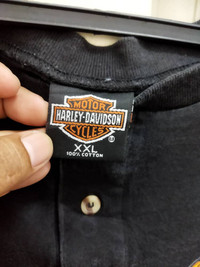 MOTOR
HARLEY-DAVIDSON
CYCLES
®
XXL
100% COTTON